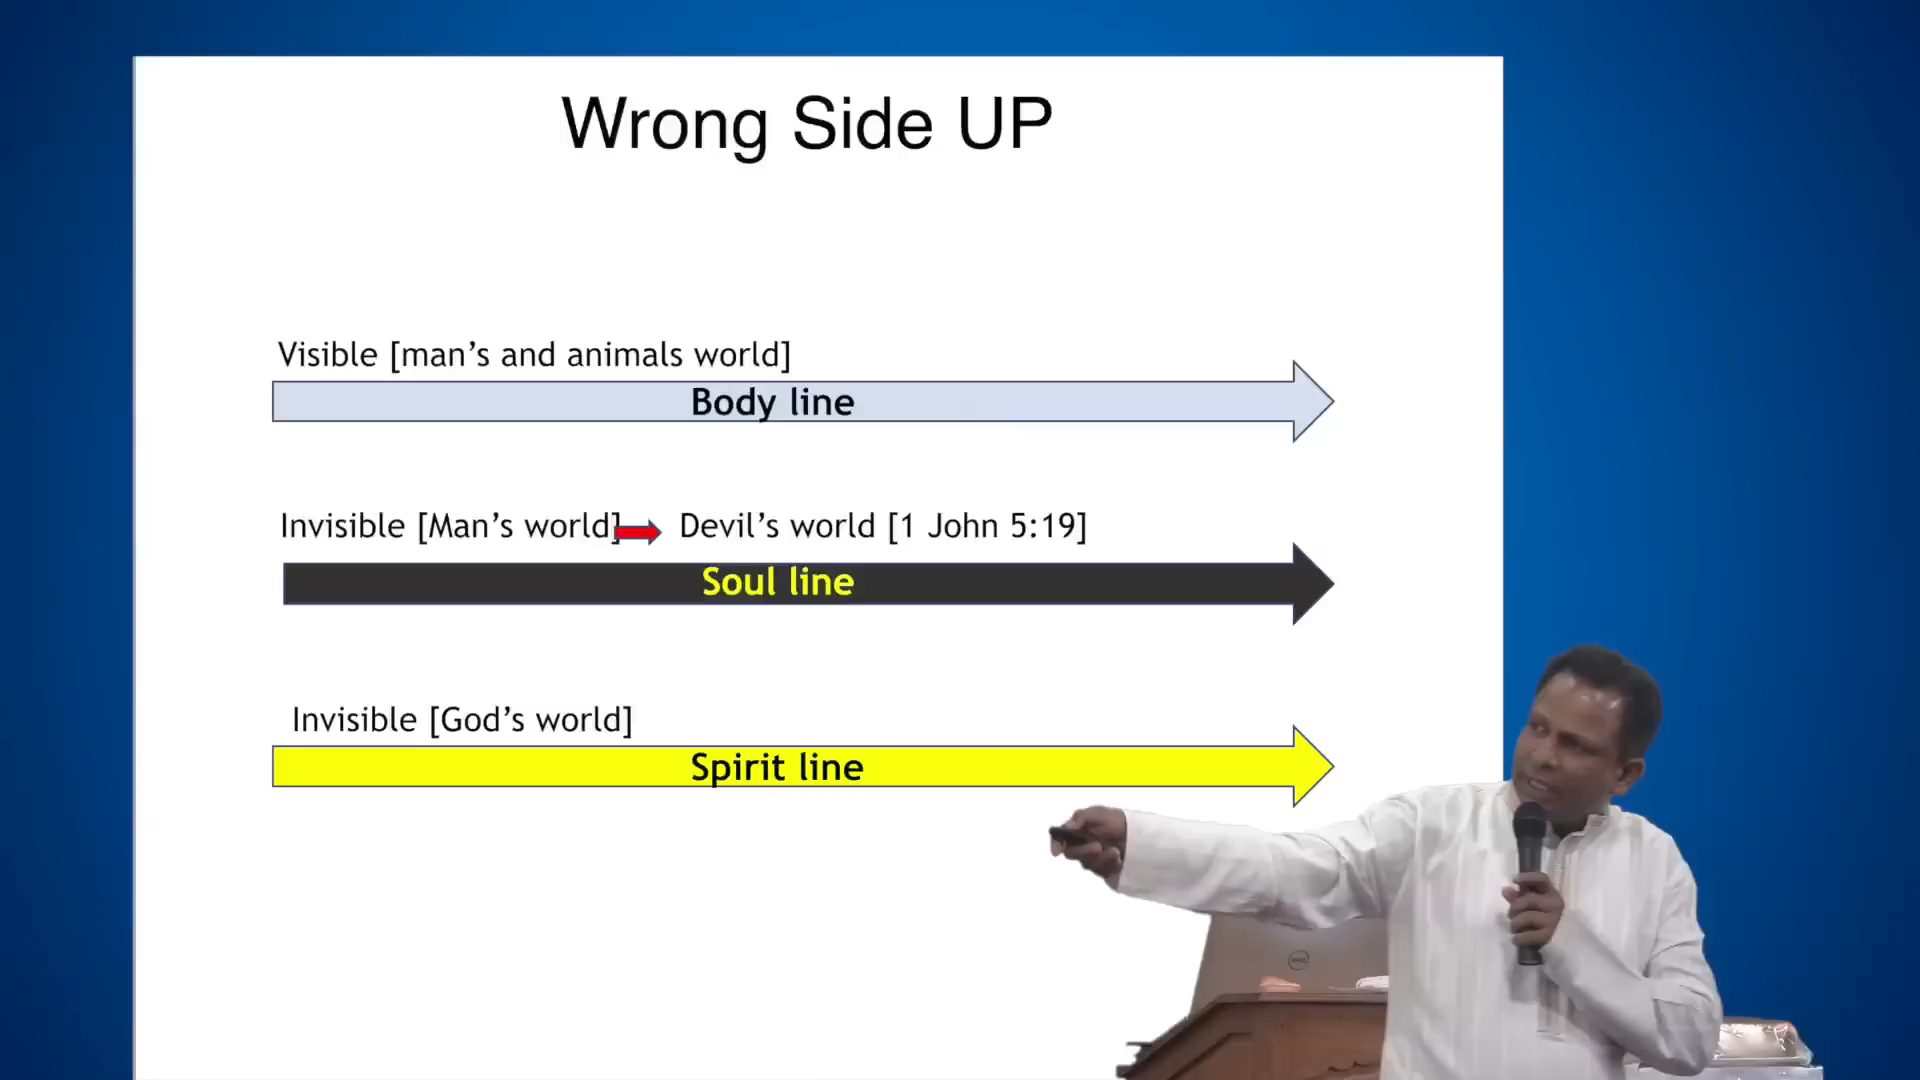 Wrong Side UP
Visible [man’s and animals world]
Body line
Invisible [Man’s world] Devil’s world [1 John 5:19]
Soul line
Invisible [God’s world]
Spirit line
DELL